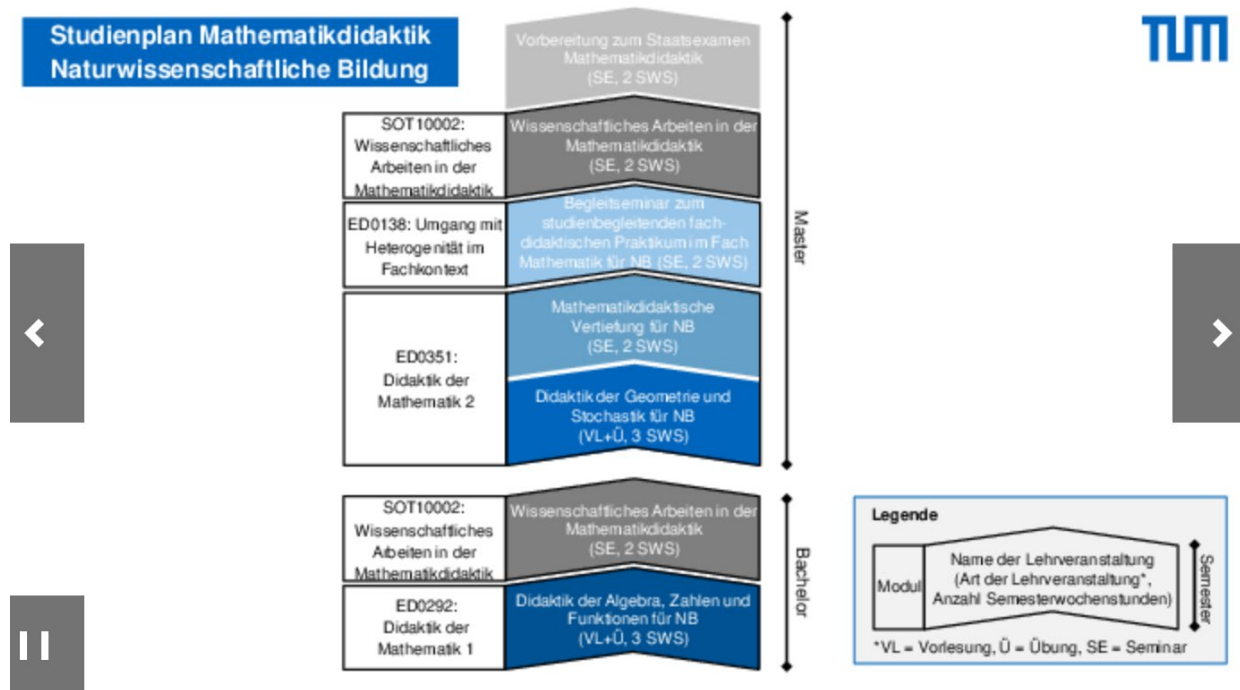 Studienplan Mathematikdidaktik
Naturwissenschaftliche Bildung
TUM
Vorbereitung zum Staatsexamen
Mathematikdidaktik
(SE, 2 SWS)
SOT10002:
Wissenschaftliches
Arbeiten in der
Mathematikdidaktik
Wissenschaftliches Arbeiten in der
Mathematikdidaktik
(SE, 2 SWS)
ED0138: Umgang mit
Heterogenität im
Fachkontext
Begleitseminar zum
studienbegleitenden fach-
didaktischen Praktikum im Fach
Mathematik für NB (SE, 2 SWS)
ED0351:
Didaktik der
Mathematik 2
Mathematikdidaktische
Vertiefung für NB
(SE, 2 SWS)
Didaktik der Geometrie und
Stochastik für NB
(VL+Ü, 3 SWS)
Master
SOT10002:
Wissenschaftliches
Arbeiten in der
Mathematikdidaktik
Wissenschaftliches Arbeiten in der
Mathematikdidaktik
(SE, 2 SWS)
ED0292:
Didaktik der
Mathematik 1
Didaktik der Algebra, Zahlen und
Funktionen für NB
(VL+Ü, 3 SWS)
Bachelor
Legende
Modul
Name der Lehrveranstaltung
(Art der Lehrveranstaltung*,
Anzahl Semesterwochenstunden)
Semester
*VL = Vorlesung, Ü = Übung, SE = Seminar